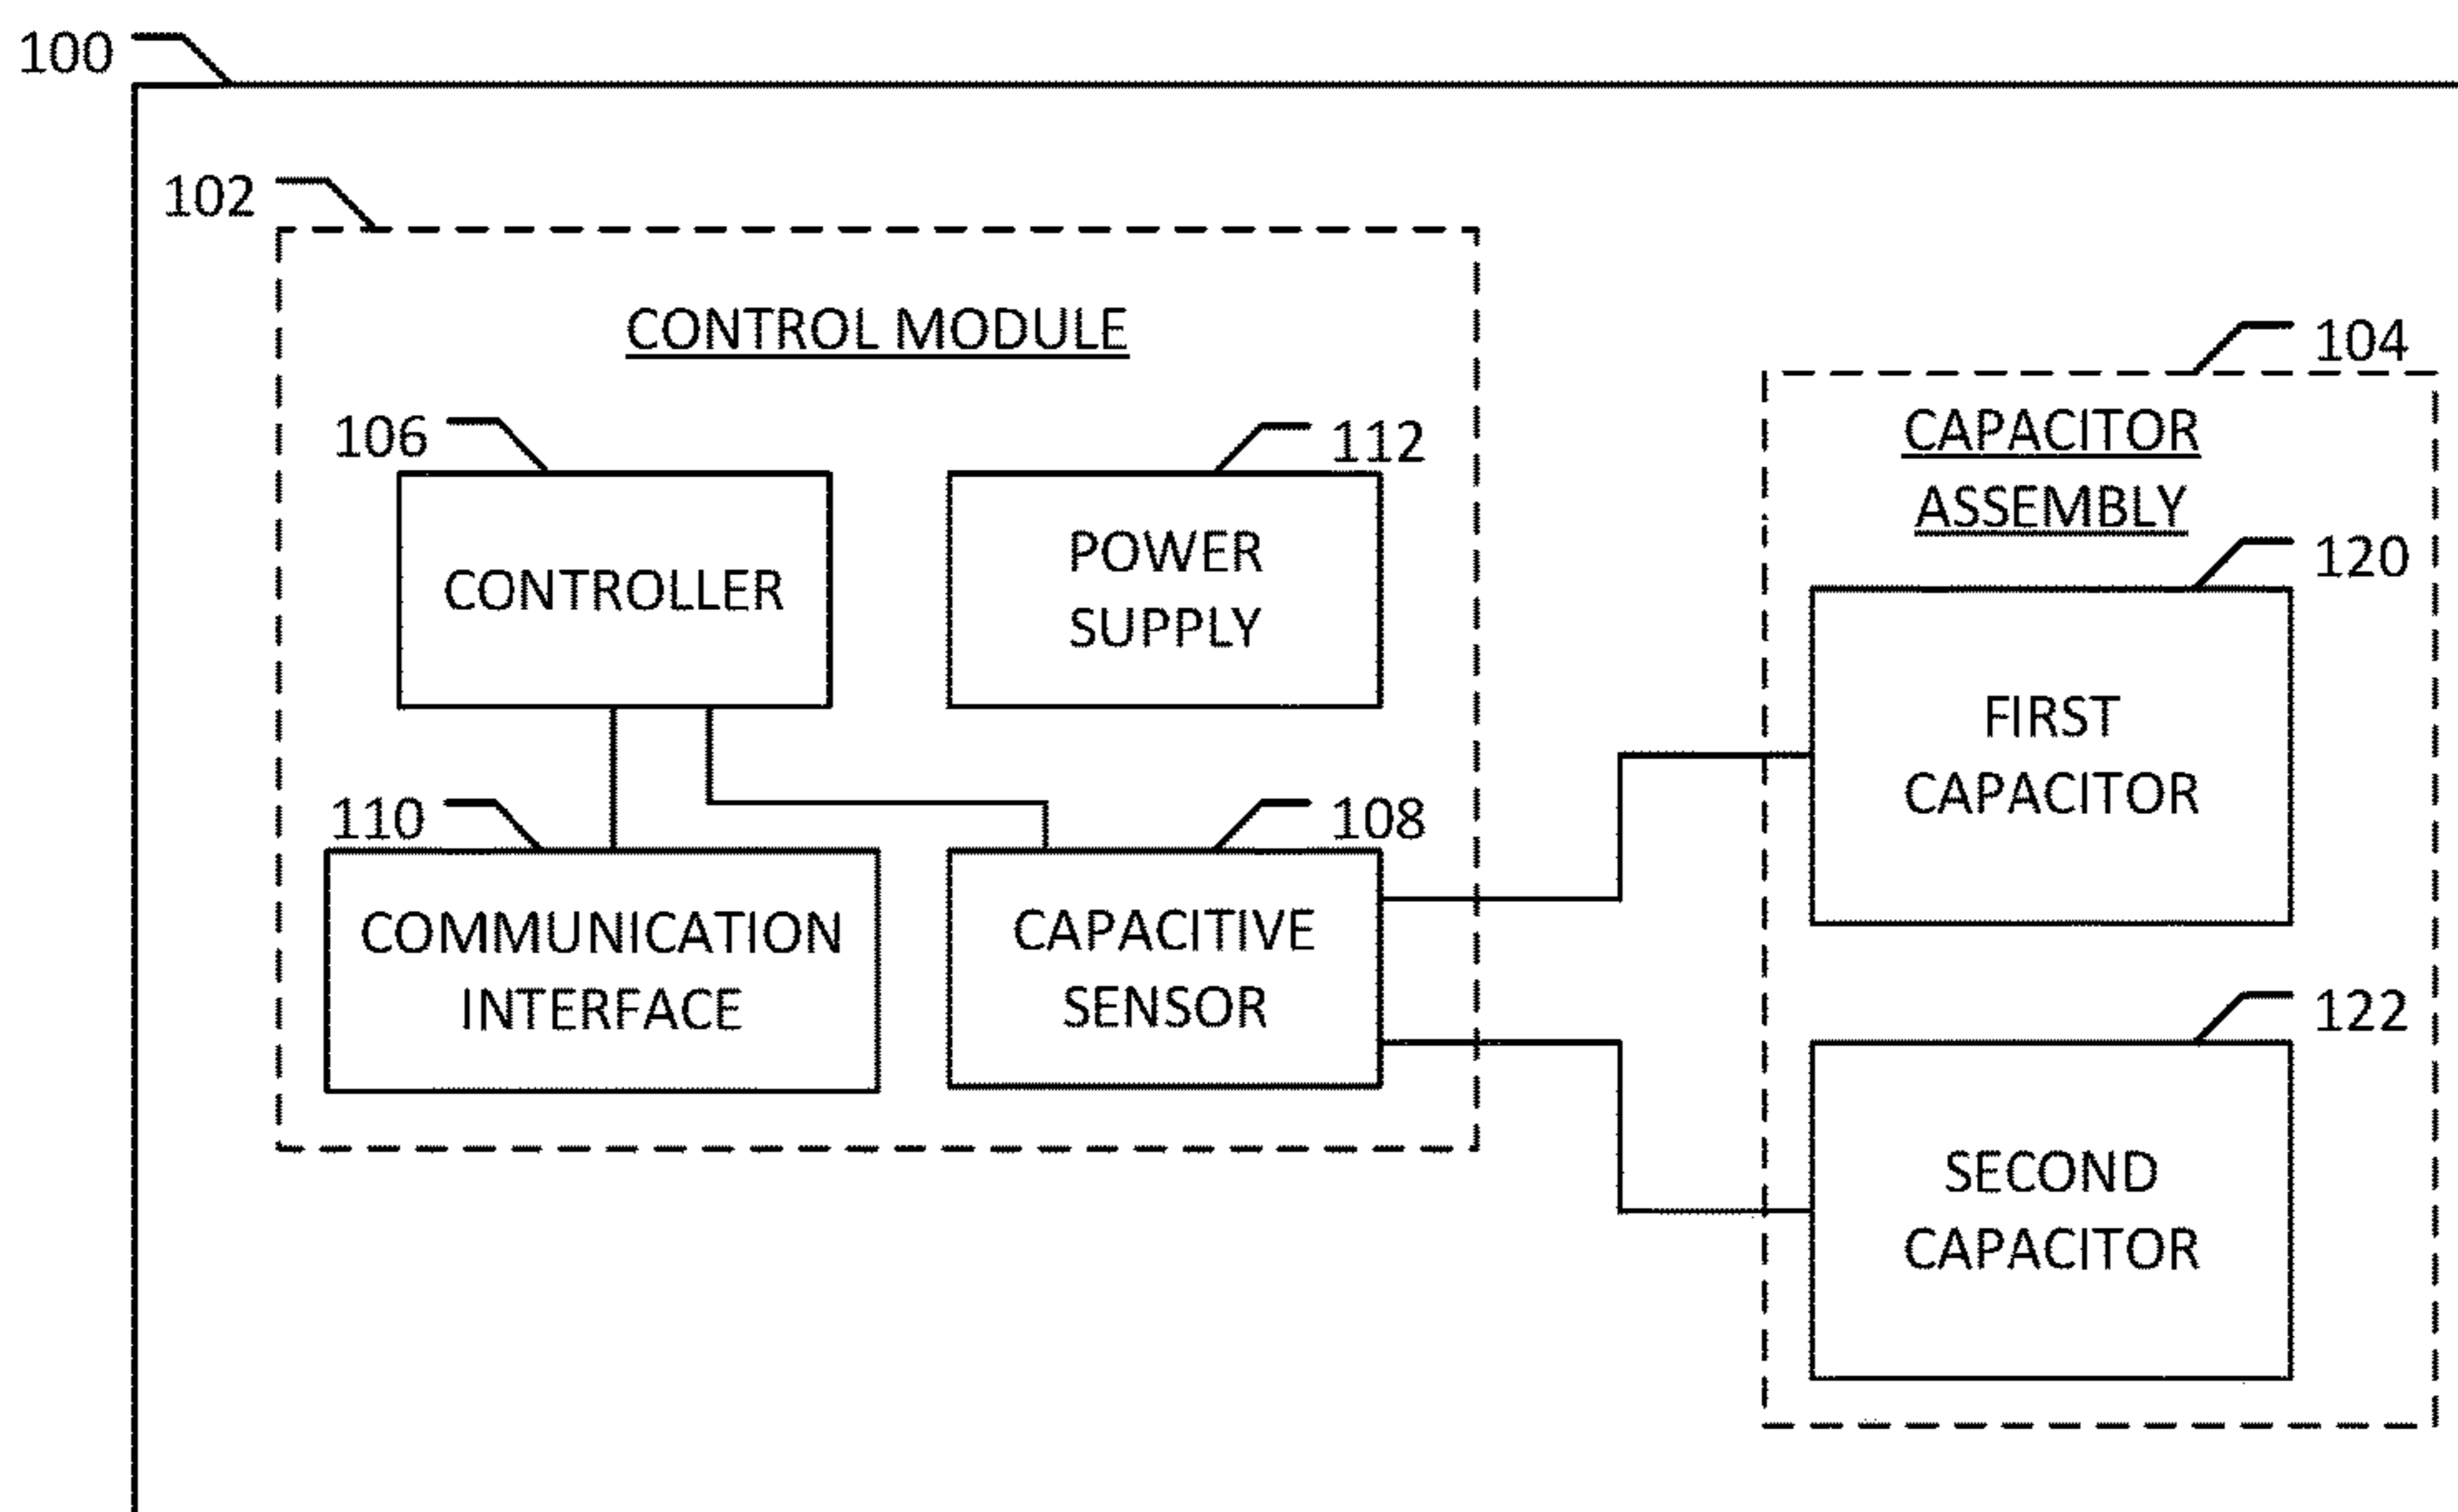 100
102
CONTROL MODULE
104
CAPACITOR
ASSEMBLY
106
112
CONTROLLER
POWER
SUPPLY
120
FIRST
CAPACITOR
110
108
COMMUNICATION
INTERFACE
CAPACITIVE
SENSOR
122
SECOND
CAPACITOR